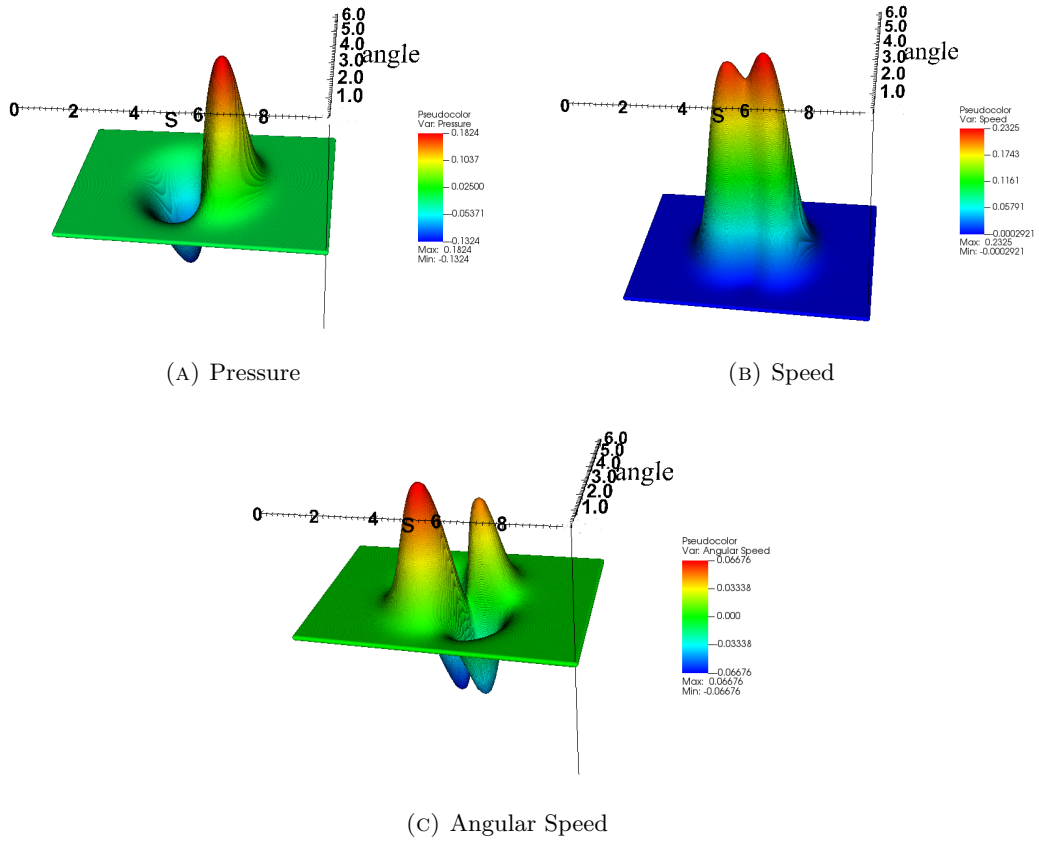 6.0
5.0
4.0
3.0
2.0
1.0
angle
0
2
4
S
6
8
Pseudocolor
Var: Pressure
0.1824
0.1037
0.02500
-0.05371
-0.1324
Max: 0.1824
Min: -0.1324
(A) Pressure
6.0
5.0
4.0
3.0
2.0
1.0
angle
0
2
4
S
6
8
Pseudocolor
Var: Speed
0.2325
0.1743
0.1161
0.05791
-0.0002921
Max: 0.2325
Min: -0.0002921
(B) Speed
6.0
5.0
4.0
3.0
2.0
1.0
angle
0
2
4
S
6
8
Pseudocolor
Var: Angular Speed
0.06676
0.03338
0.000
-0.03338
-0.06676
Max: 0.06676
Min: -0.06676
(C) Angular Speed